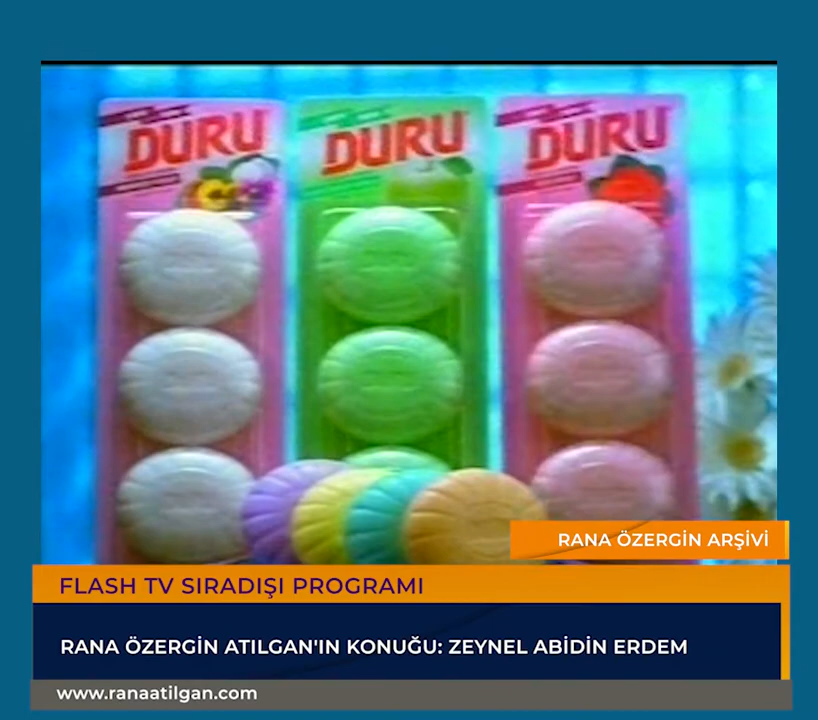 DURU
DURU
DURU
RANA ÖZERGİN ARŞİVİ
FLASH TV SIRADIŞI PROGRAMI
RANA ÖZERGİN ATILGAN'IN KONUĞU: ZEYNEL ABİDİN ERDEM
www.ranaatilgan.com